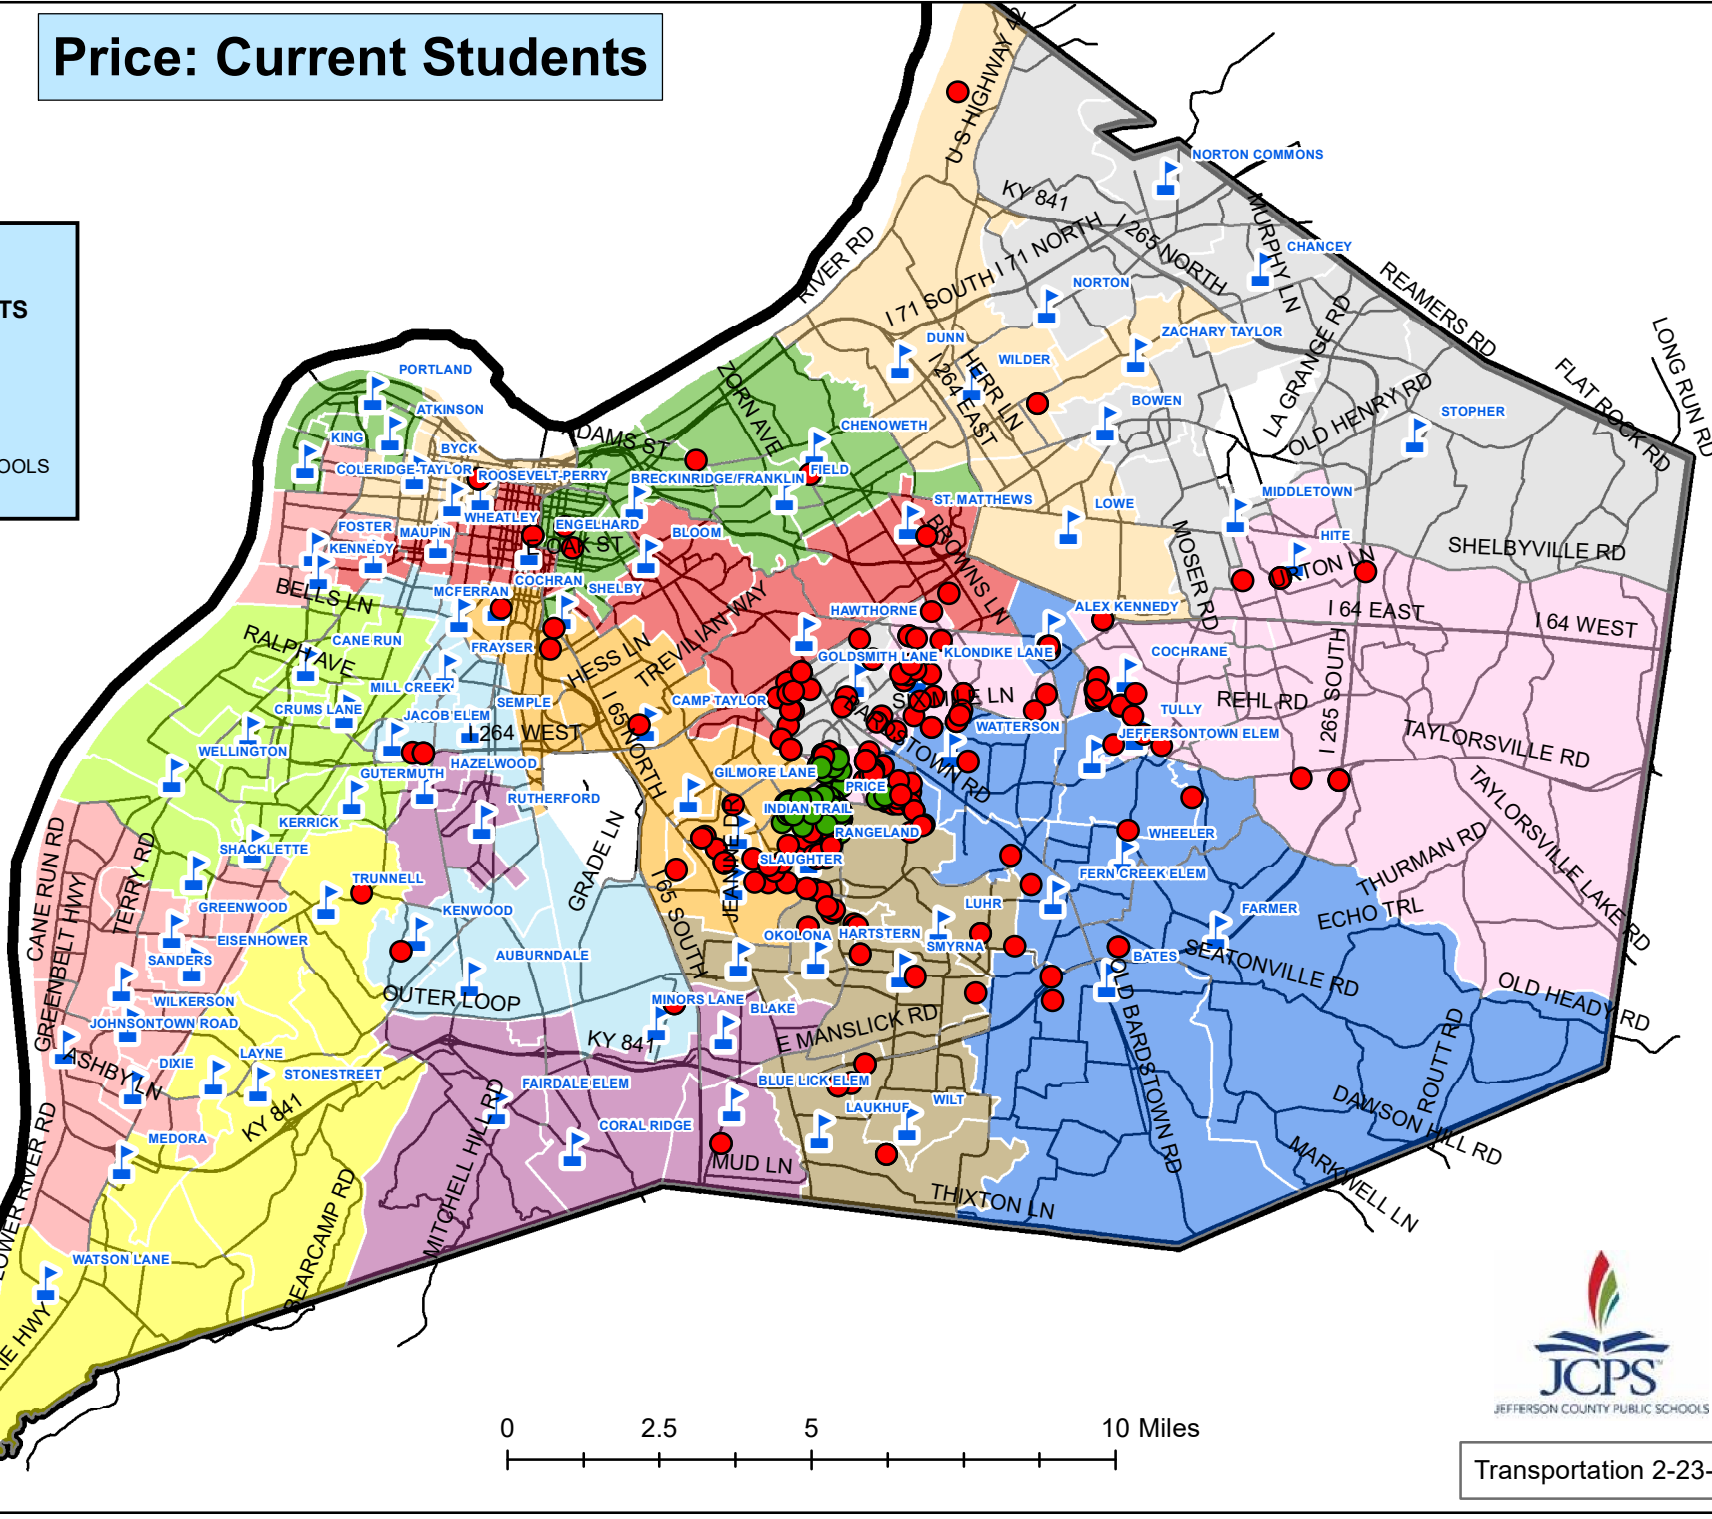 Price: Current Students
TS
OOLS
U S HIGHWAY 42
NORTON COMMONS
KY 841
MURPHY LN
CHANCEY
I 71 NORTH
I 265 NORTH
RIVER RD
REAMERS RD
I 71 SOUTH
NORTON
LONG RUN RD
ZACHARY TAYLOR
DUNN
WILDER
HERR LN
LA GRANGE RD
FLAT ROCK RD
PORTLAND
ZORN AVE
I 264 EAST
BOWEN
OLD HENRY RD
STOPHER
ATKINSON
CHENOWETH
KING
BYCK
DAMS ST
COLERIDGE-TAYLOR
ROOSEVELT-PERRY
BRECKINRIDGE/FRANKLIN
FIELD
ST. MATTHEWS
LOWE
MIDDLETOWN
WHEATLEY
ENGELHARD
FOSTER
MAUPIN
BLOOM
BROWNS LN
MOSER RD
HITE
KENNEDY
E OAK ST
SHELBYVILLE RD
URTON LN
COCHRAN
SHELBY
BELLS LN
MCFERRAN
TREVILIAN WAY
HAWTHORNE
ALEX KENNEDY
I 64 EAST
I 64 WEST
RALPH AVE
CANE RUN
FRAYSER
HESS LN
GOLDSMITH LANE
KLONDIKE LANE
COCHRANE
MILL CREEK
SEMPLE
CAMP TAYLOR
SIX MILE LN
REHL RD
I 265 SOUTH
CRUMS LANE
JACOB ELEM
I 264 WEST
I 65 NORTH
BARDSTOWN RD
WATTERSON
TULLY
JEFFERSONTOWN ELEM
TAYLORSVILLE RD
WELLINGTON
HAZELWOOD
GUTERMUTH
GILMORE LANE
PRICE
RUTHERFORD
INDIAN TRAIL
TAYLORSVILLE LAKE RD
KERRICK
RANGELAND
WHEELER
CANE RUN RD
TERRY RD
SHACKLETTE
GRADE LN
JEANINE DR
SLAUGHTER
THURMAN RD
TRUNNELL
I 65 SOUTH
FERN CREEK ELEM
GREENBELT HWY
GREENWOOD
KENWOOD
LUHR
FARMER
ECHO TRL
EISENHOWER
OKOLONA
HARTSTERN
SMYRNA
SANDERS
AUBURNDALE
BATES
SEATONVILLE RD
WILKERSON
OUTER LOOP
MINORS LANE
BLAKE
OLD HEADY RD
JOHNSONTOWN ROAD
KY 841
E MANSLICK RD
OLD BARDSTOWN RD
ROUTT RD
ASHBY LN
DIXIE
LAYNE
STONESTREET
FAIRDALE ELEM
BLUE LICK ELEM
WILT
LAUKHUF
DAWSON HILL RD
KY 841
MITCHELL HILL RD
CORAL RIDGE
MEDORA
MUD LN
MARKWELL LN
LOWER RIVER RD
BEARCAMP RD
THIXTON LN
WATSON LANE
IE HWY
JCPS
JEFFERSON COUNTY PUBLIC SCHOOLS
0 2.5 5 10 Miles
Transportation 2-23-